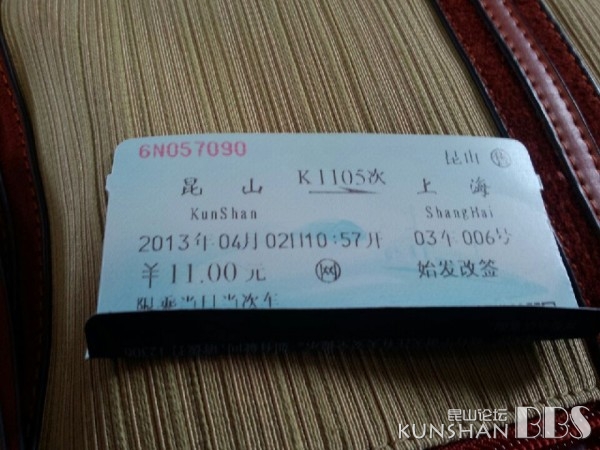 6N057090 昆山 售
昆 山 K1105次 上 海
KunShan ShangHai
2013年04月02日10:57开 03车006号
¥11.00元 始发改签
限乘当日当次车
昆山论坛
KUNSHAN BBS